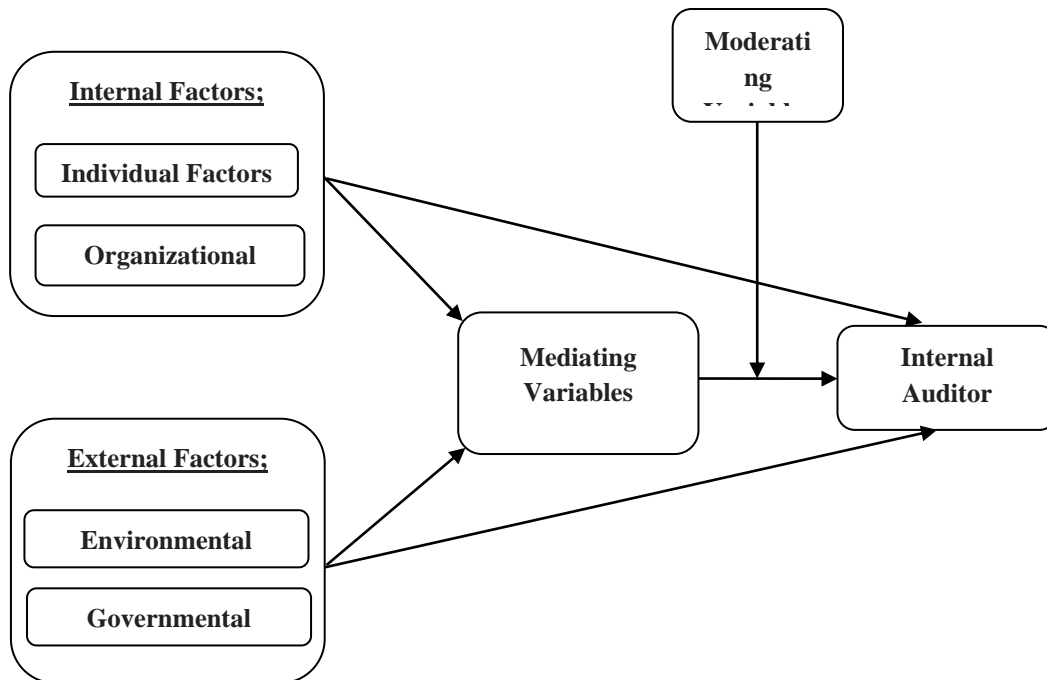 Moderati
ng
Internal Factors;
Individual Factors
Organizational
Mediating
Variables
Internal
Auditor
External Factors;
Environmental
Governmental